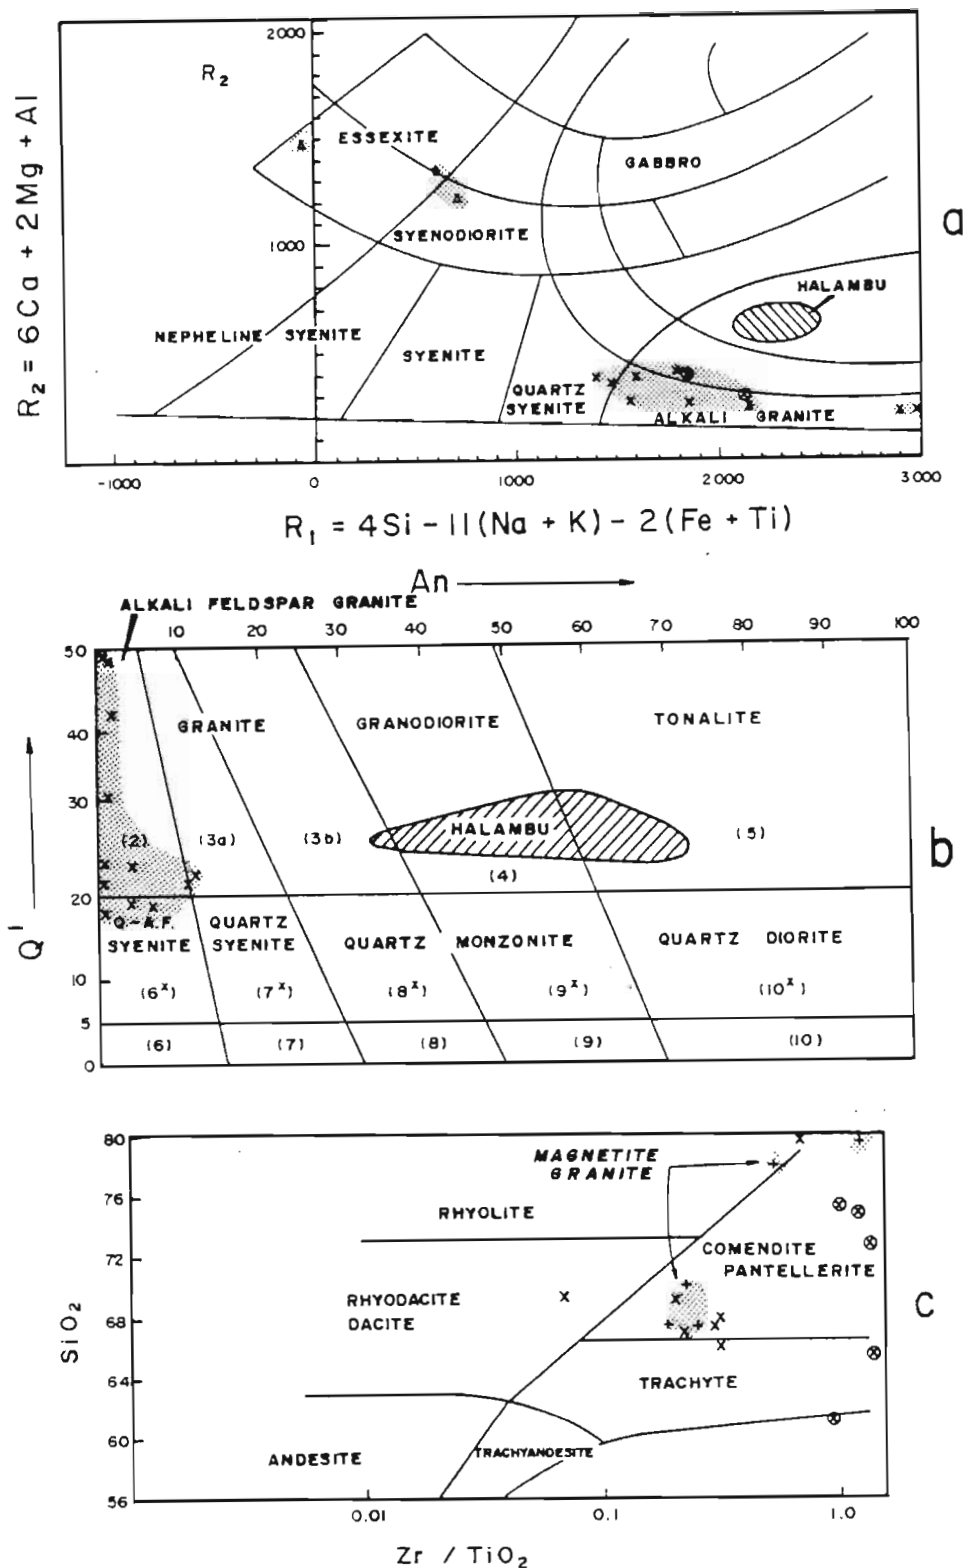 a
2000
R₂
ESSEXITE
GABBRO
SYENODIORITE
1000
HALAMBU
NEPHELINE SYENITE
SYENITE
QUARTZ
SYENITE
ALKALI GRANITE
R₂ = 6Ca + 2Mg + Al
-1000 0 1000 2000 3000
R₁ = 4Si - 11(Na + K) - 2(Fe + Ti)
An
ALKALI FELDSPAR GRANITE
10 20 30 40 50 60 70 80 90 100
50
GRANITE GRANODIORITE TONALITE
40
30
HALAMBU
(2) (3a) (3b) (5)
b
(4)
20
Q-A.F. QUARTZ
SYENITE SYENITE QUARTZ MONZONITE QUARTZ DIORITE
Q'
10
(6ˣ) (7ˣ) (8ˣ) (9ˣ) (10ˣ)
5
(6) (7) (8) (9) (10)
0
80
MAGNETITE
GRANITE
76
RHYOLITE
COMENDITE
PANTELLERITE
72
RHYODACITE
DACITE
c
68
SiO₂
TRACHYTE
64
60
ANDESITE TRACHYANDESITE
56
0.01 0.1 1.0
Zr / TiO₂